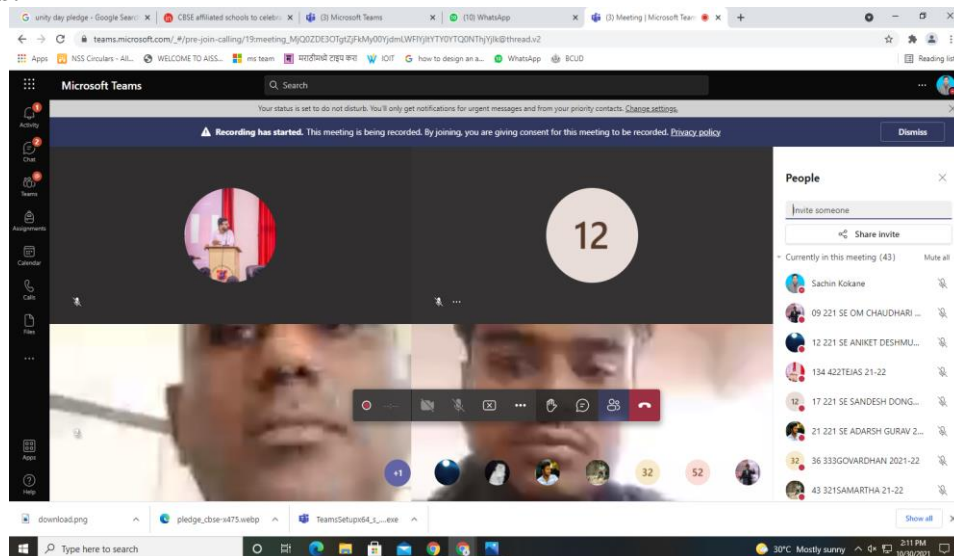 unity day pledge - Google Searc
CBSE affiliated schools to celebr
(3) Microsoft Teams
(10) WhatsApp
(3) Meeting | Microsoft Team
teams.microsoft.com/_#/pre-join-calling/19:meeting_MjQ0ZDE3OTgtZjFkMy00YjdmLWFlYjItYTY0YTQ0NThjYjlk@thread.v2
Apps
NSS Circulars - All...
WELCOME TO AISS...
ms team
मराठीमध्ये टाइप करा
IOIT
how to design an a...
WhatsApp
BCUD
Reading list
Microsoft Teams
Search
Your status is set to do not disturb. You'll only get notifications for urgent messages and from your priority contacts. Change settings.
Recording has started. This meeting is being recorded. By joining, you are giving consent for this meeting to be recorded. Privacy policy
Dismiss
Activity
Chat
Teams
Assignments
Calendar
Calls
Files
Apps
Help
12
+1
32
52
People
Invite someone
Share invite
Currently in this meeting (43)
Mute all
Sachin Kokane
09 221 SE OM CHAUDHARI ...
12 221 SE ANIKET DESHMU...
134 422TEJAS 21-22
12
17 221 SE SANDESH DONG...
21 221 SE ADARSH GURAV 2...
32
36 333GOVARDHAN 2021-22
43 321SAMARTHA 21-22
download.png
pledge_cbse-x475.webp
TeamsSetupx64_s_....exe
Show all
Type here to search
30°C Mostly sunny
2:11 PM
10/30/2021